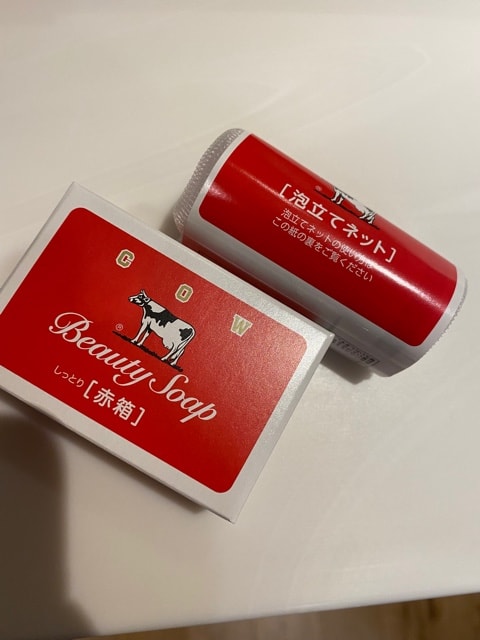 COW
®
Beauty Soap
しっとり [赤箱]
[泡立てネット]
泡立てネットの使い方は
この紙の裏をご覧ください